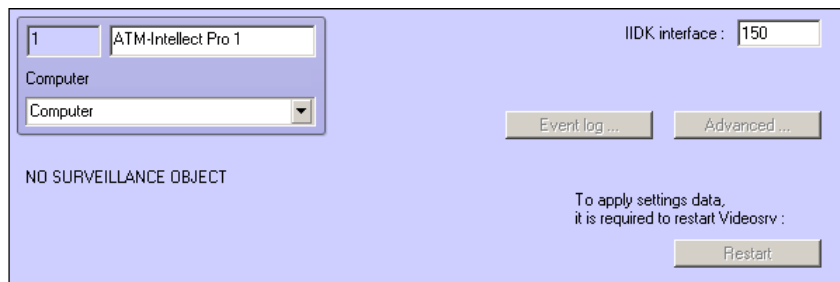 1 ATM-Intellect Pro 1 IIDK interface : 150
Computer
Computer
Event log ... Advanced ...
NO SURVEILLANCE OBJECT
To apply settings data,
it is required to restart Videosrv :
Restart